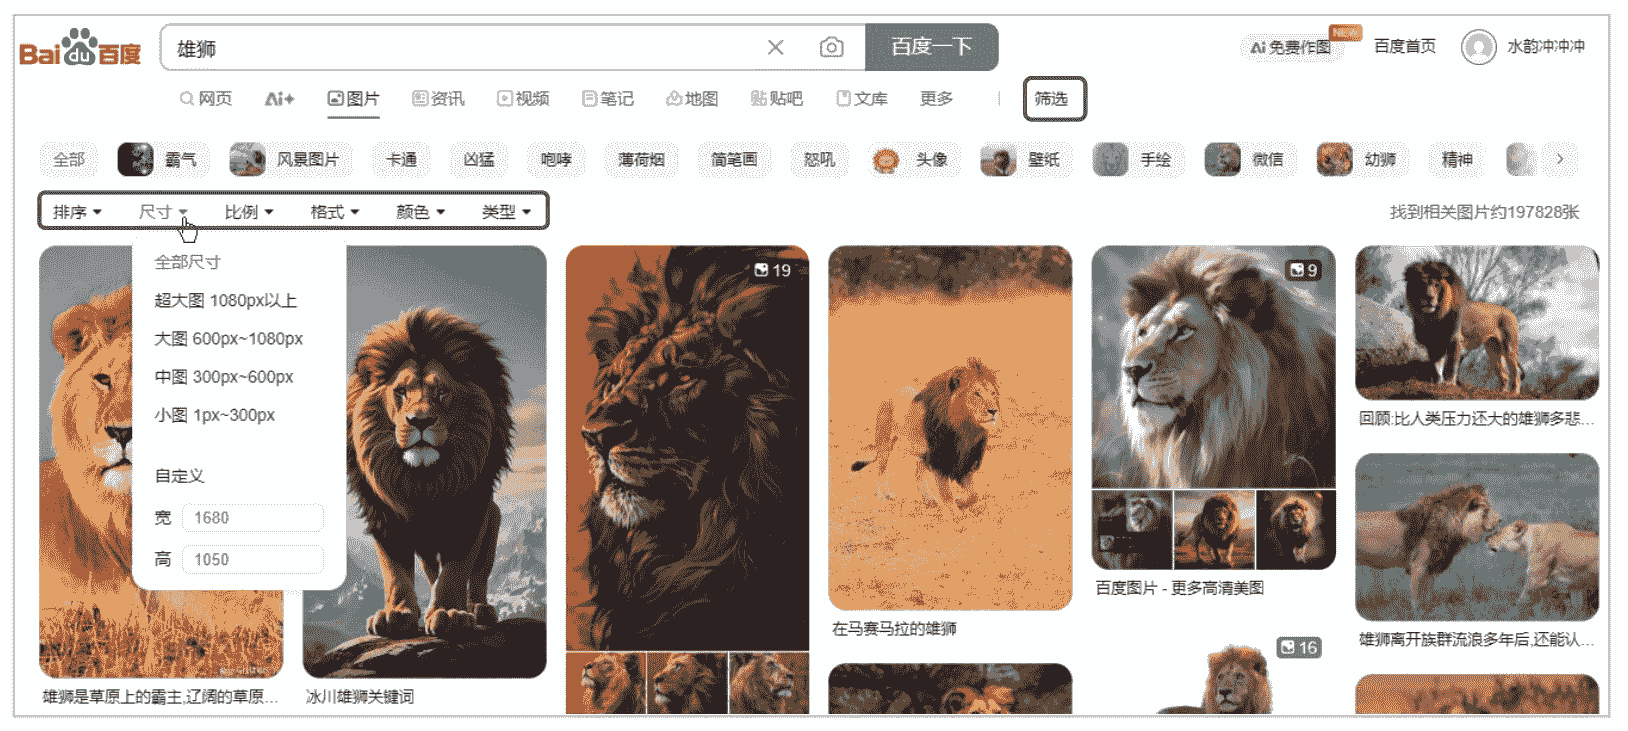 Bai du 百度 雄狮 百度一下 Ai免费作图 NEW 百度首页 水韵冲冲冲
网页 Ai+ 图片 资讯 视频 笔记 地图 贴吧 文库 更多 筛选
全部 霸气 风景图片 卡通 凶猛 咆哮 薄荷烟 简笔画 怒吼 头像 壁纸 手绘 微信 幼狮 精神
排序 尺寸 比例 格式 颜色 类型 找到相关图片约197828张
全部尺寸
超大图 1080px以上
大图 600px~1080px
中图 300px~600px
小图 1px~300px
自定义
宽 1680
高 1050
雄狮是草原上的霸主,辽阔的草原...
冰川雄狮关键词
19
在马赛马拉的雄狮
9
百度图片 - 更多高清美图
16
回顾:比人类压力还大的雄狮多悲...
雄狮离开族群流浪多年后,还能认...